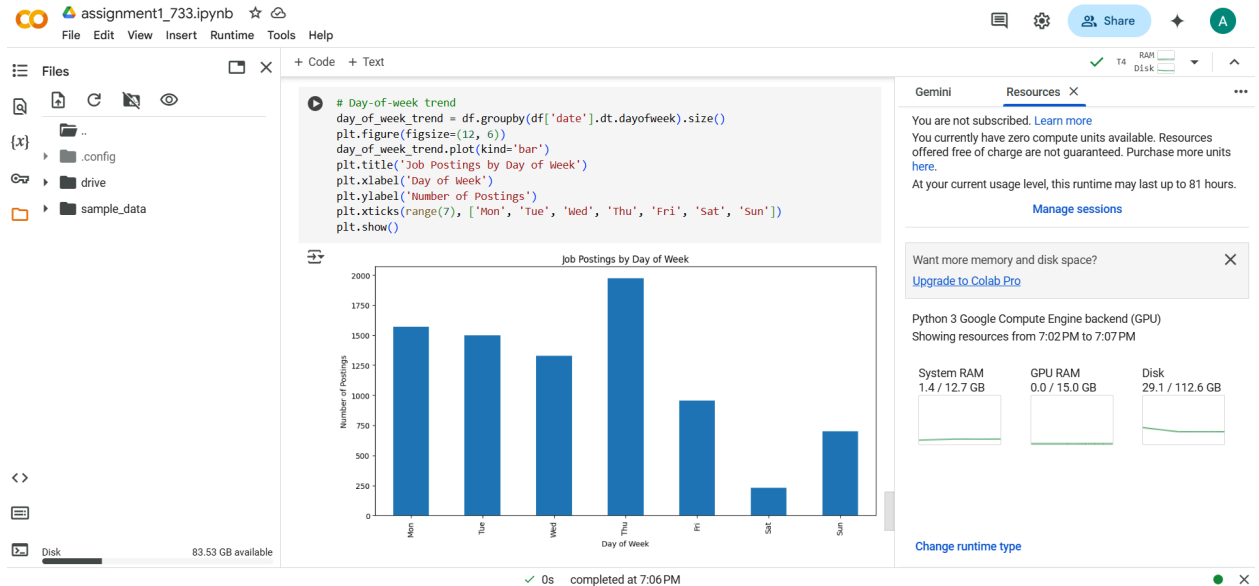 assignment1_733.ipynb
File Edit View Insert Runtime Tools Help
Share
A
Files
+ Code + Text
T4
RAM
Disk
Gemini
Resources
{x}
..
.config
drive
sample_data
# Day-of-week trend
day_of_week_trend = df.groupby(df['date'].dt.dayofweek).size()
plt.figure(figsize=(12, 6))
day_of_week_trend.plot(kind='bar')
plt.title('Job Postings by Day of Week')
plt.xlabel('Day of Week')
plt.ylabel('Number of Postings')
plt.xticks(range(7), ['Mon', 'Tue', 'Wed', 'Thu', 'Fri', 'Sat', 'Sun'])
plt.show()
Job Postings by Day of Week
Number of Postings
2000
1750
1500
1250
1000
750
500
250
0
Mon Tue Wed Thu Fri Sat Sun
Day of Week
You are not subscribed. Learn more
You currently have zero compute units available. Resources
offered free of charge are not guaranteed. Purchase more units
here.
At your current usage level, this runtime may last up to 81 hours.
Manage sessions
Want more memory and disk space?
Upgrade to Colab Pro
Python 3 Google Compute Engine backend (GPU)
Showing resources from 7:02 PM to 7:07 PM
System RAM
1.4 / 12.7 GB
GPU RAM
0.0 / 15.0 GB
Disk
29.1 / 112.6 GB
Change runtime type
Disk
83.53 GB available
0s completed at 7:06 PM